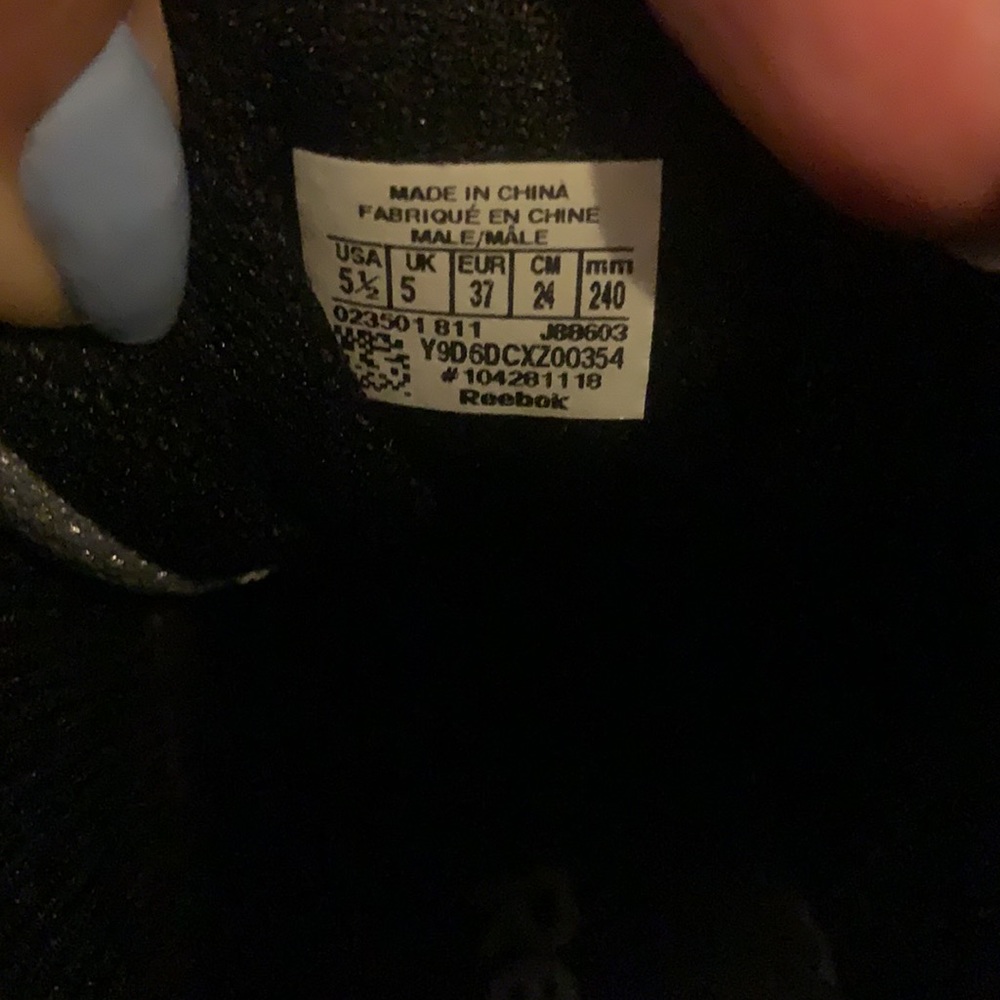 MADE IN CHINA
FABRIQUÉ EN CHINE
MALE/MÂLE
USA UK EUR CM mm
5½ 5 37 24 240
023501 811 J88603
Y9D6DCXZ00354
#104281118
Reebok